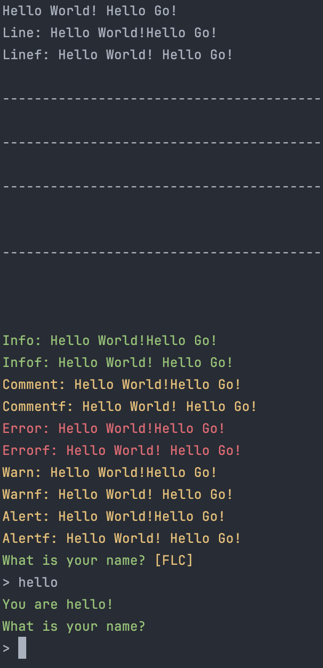 Hello World! Hello Go!
Line: Hello World!Hello Go!
Linef: Hello World! Hello Go!
----------------------------------------
----------------------------------------
----------------------------------------
----------------------------------------
Info: Hello World!Hello Go!
Infof: Hello World! Hello Go!
Comment: Hello World!Hello Go!
Commentf: Hello World! Hello Go!
Error: Hello World!Hello Go!
Errorf: Hello World! Hello Go!
Warn: Hello World!Hello Go!
Warnf: Hello World! Hello Go!
Alert: Hello World!Hello Go!
Alertf: Hello World! Hello Go!
What is your name? [FLC]
> hello
You are hello!
What is your name?
>